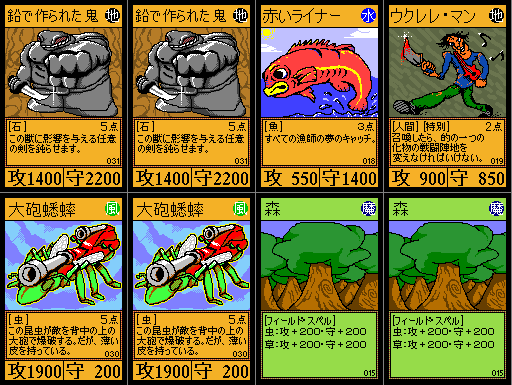 鉛で作られた鬼 地
[石] 5点
この獣に影響を与える任意
の剣を鈍らせます。
031
攻1400 守2200
鉛で作られた鬼 地
[石] 5点
この獣に影響を与える任意
の剣を鈍らせます。
031
攻1400 守2200
赤いライナー 水
[魚] 3点
すべての漁師の夢のキャッチ。
018
攻 550 守1400
ウクレレ・マン 地
[人間] [特別] 2点
召喚したら、的の一つの
化物の戦闘陣地を
変えなければいけない。
019
攻 900 守 850
大砲蟋蟀 風
[虫] 5点
この昆虫が敵を背中の上の
大砲で爆破する。だが、薄い
皮を持っている。
030
攻1900 守 200
大砲蟋蟀 風
[虫] 5点
この昆虫が敵を背中の上の
大砲で爆破する。だが、薄い
皮を持っている。
030
攻1900 守 200
森 魔
[フィールド・スペル]
虫:攻+200・守+200
草:攻+200・守+200
015
森 魔
[フィールド・スペル]
虫:攻+200・守+200
草:攻+200・守+200
015